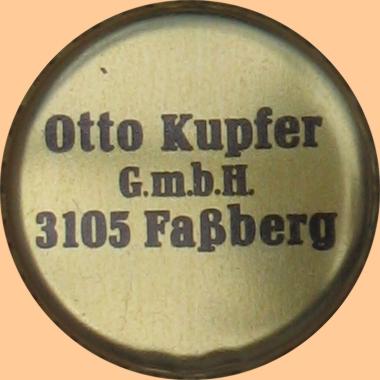 Otto Kupfer
G.m.b.H.
3105 Faßberg